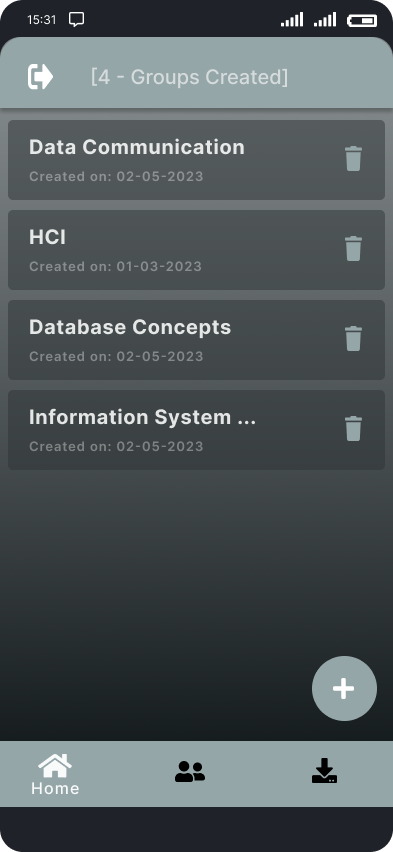 15:31
[4 - Groups Created]
Data Communication
Created on: 02-05-2023
HCI
Created on: 01-03-2023
Database Concepts
Created on: 02-05-2023
Information System ...
Created on: 02-05-2023
Home